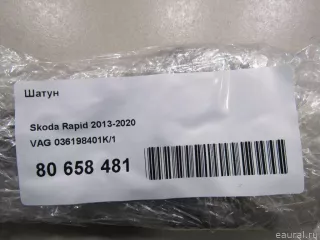 Шатун
Skoda Rapid 2013-2020
VAG 036198401K/1
80 658 481
eaural.ru